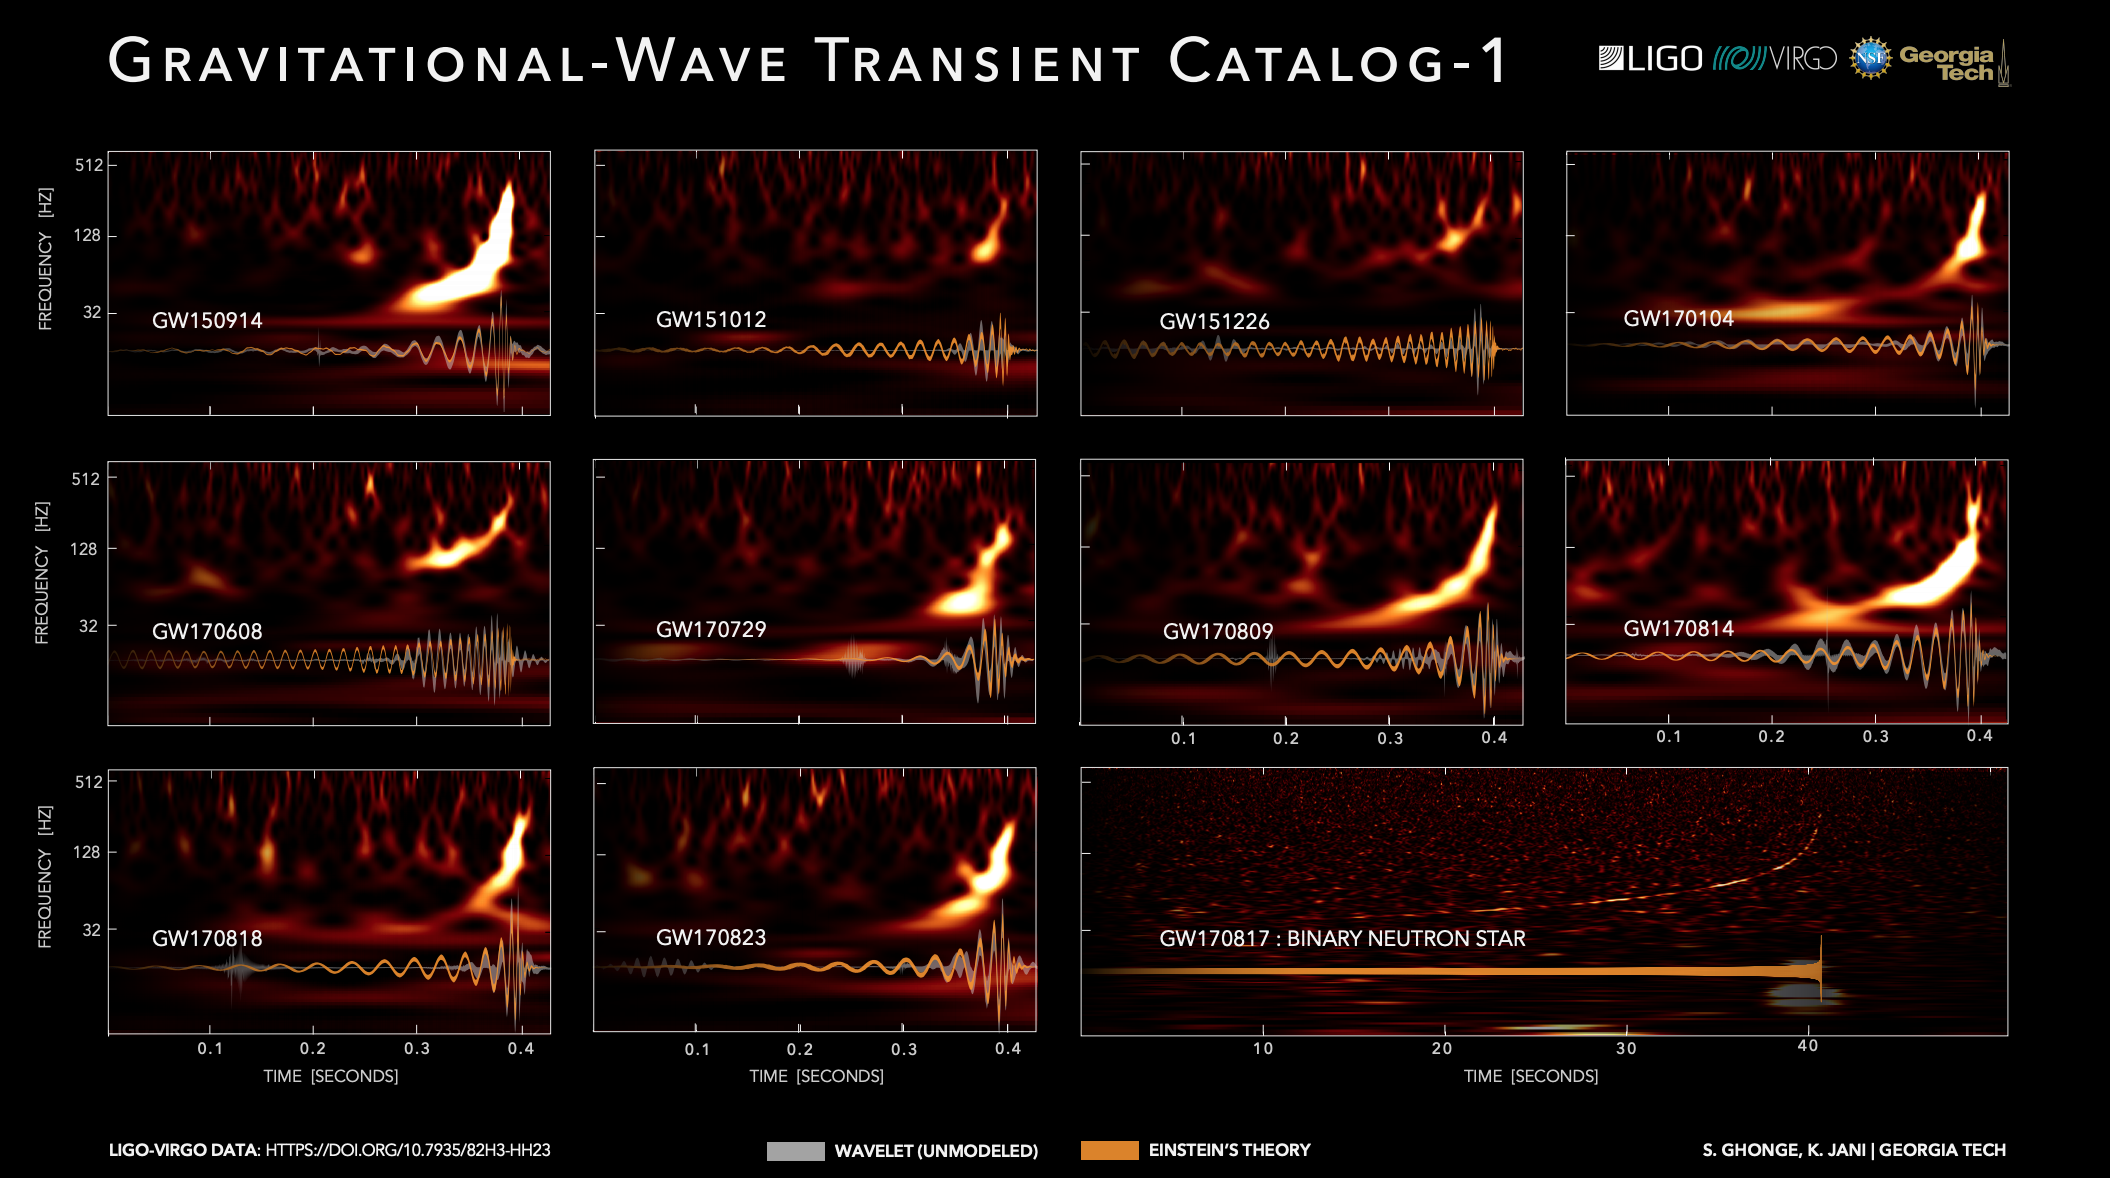 GRAVITATIONAL-WAVE TRANSIENT CATALOG-1
LIGO
VIRGO
NSF
Georgia
Tech
FREQUENCY [HZ]
512
128
32
GW150914
GW151012
GW151226
GW170104
FREQUENCY [HZ]
512
128
32
GW170608
GW170729
GW170809
0.1 0.2 0.3 0.4
GW170814
0.1 0.2 0.3 0.4
FREQUENCY [HZ]
512
128
32
GW170818
0.1 0.2 0.3 0.4
TIME [SECONDS]
GW170823
0.1 0.2 0.3 0.4
TIME [SECONDS]
GW170817 : BINARY NEUTRON STAR
10 20 30 40
TIME [SECONDS]
LIGO-VIRGO DATA: HTTPS://DOI.ORG/10.7935/82H3-HH23
WAVELET (UNMODELED)
EINSTEIN'S THEORY
S. GHONGE, K. JANI | GEORGIA TECH